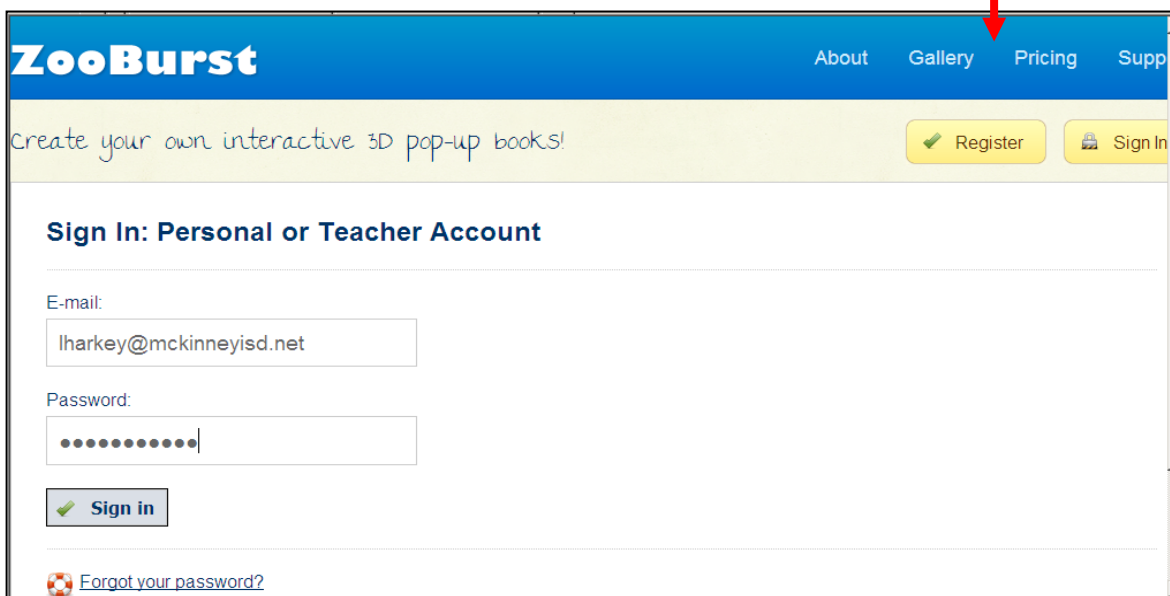 ZooBurst
About Gallery Pricing Supp
Create your own interactive 3D pop-up books!
Register Sign In
Sign In: Personal or Teacher Account
E-mail:
lharkey@mckinneyisd.net
Password:
●●●●●●●●●●●
Sign in
Forgot your password?